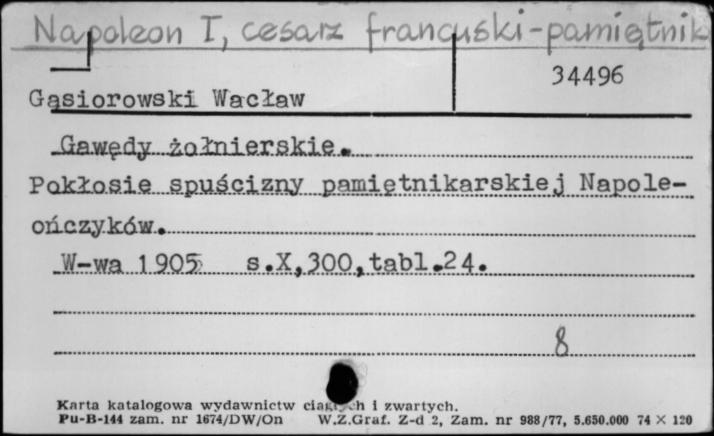 Napoleon I, cesarz francuski-pamiętnik
34496
Gąsiorowski Wacław
Gawędy żołnierskie.
Pokłosie spuścizny pamiętnikarskiej Napole-
ończyków.
W-wa 1905 s.X,300,tabl.24.
8
Karta katalogowa wydawnictw ciągłych i zwartych.
Pu-B-144 zam. nr 1674/DW/On W.Z.Graf. Z-d 2, Zam. nr 988/77, 5.650.000 74 X 120